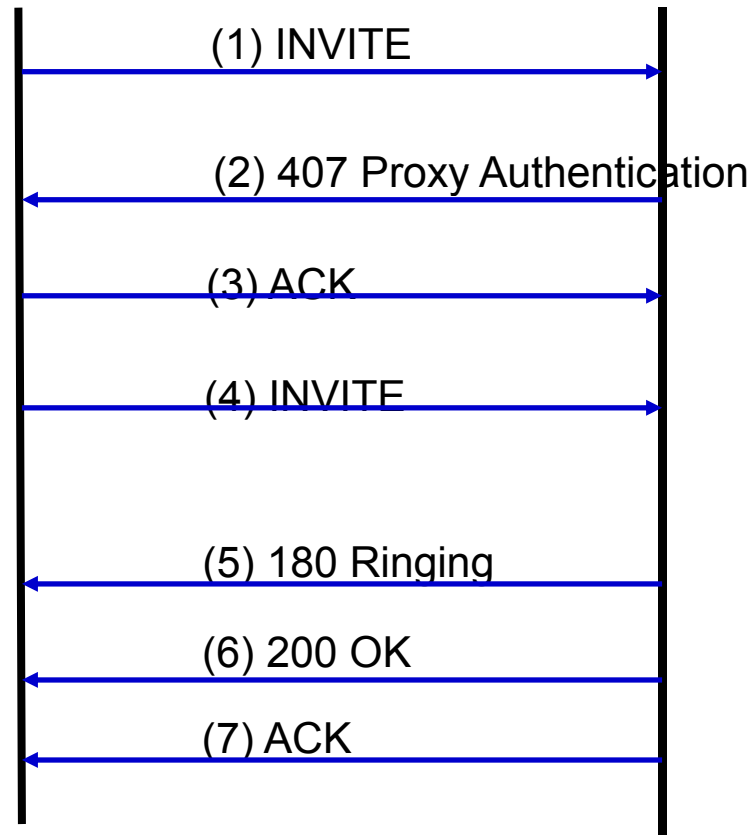 (1) INVITE
(2) 407 Proxy Authentication
(3) ACK
(4) INVITE
(5) 180 Ringing
(6) 200 OK
(7) ACK